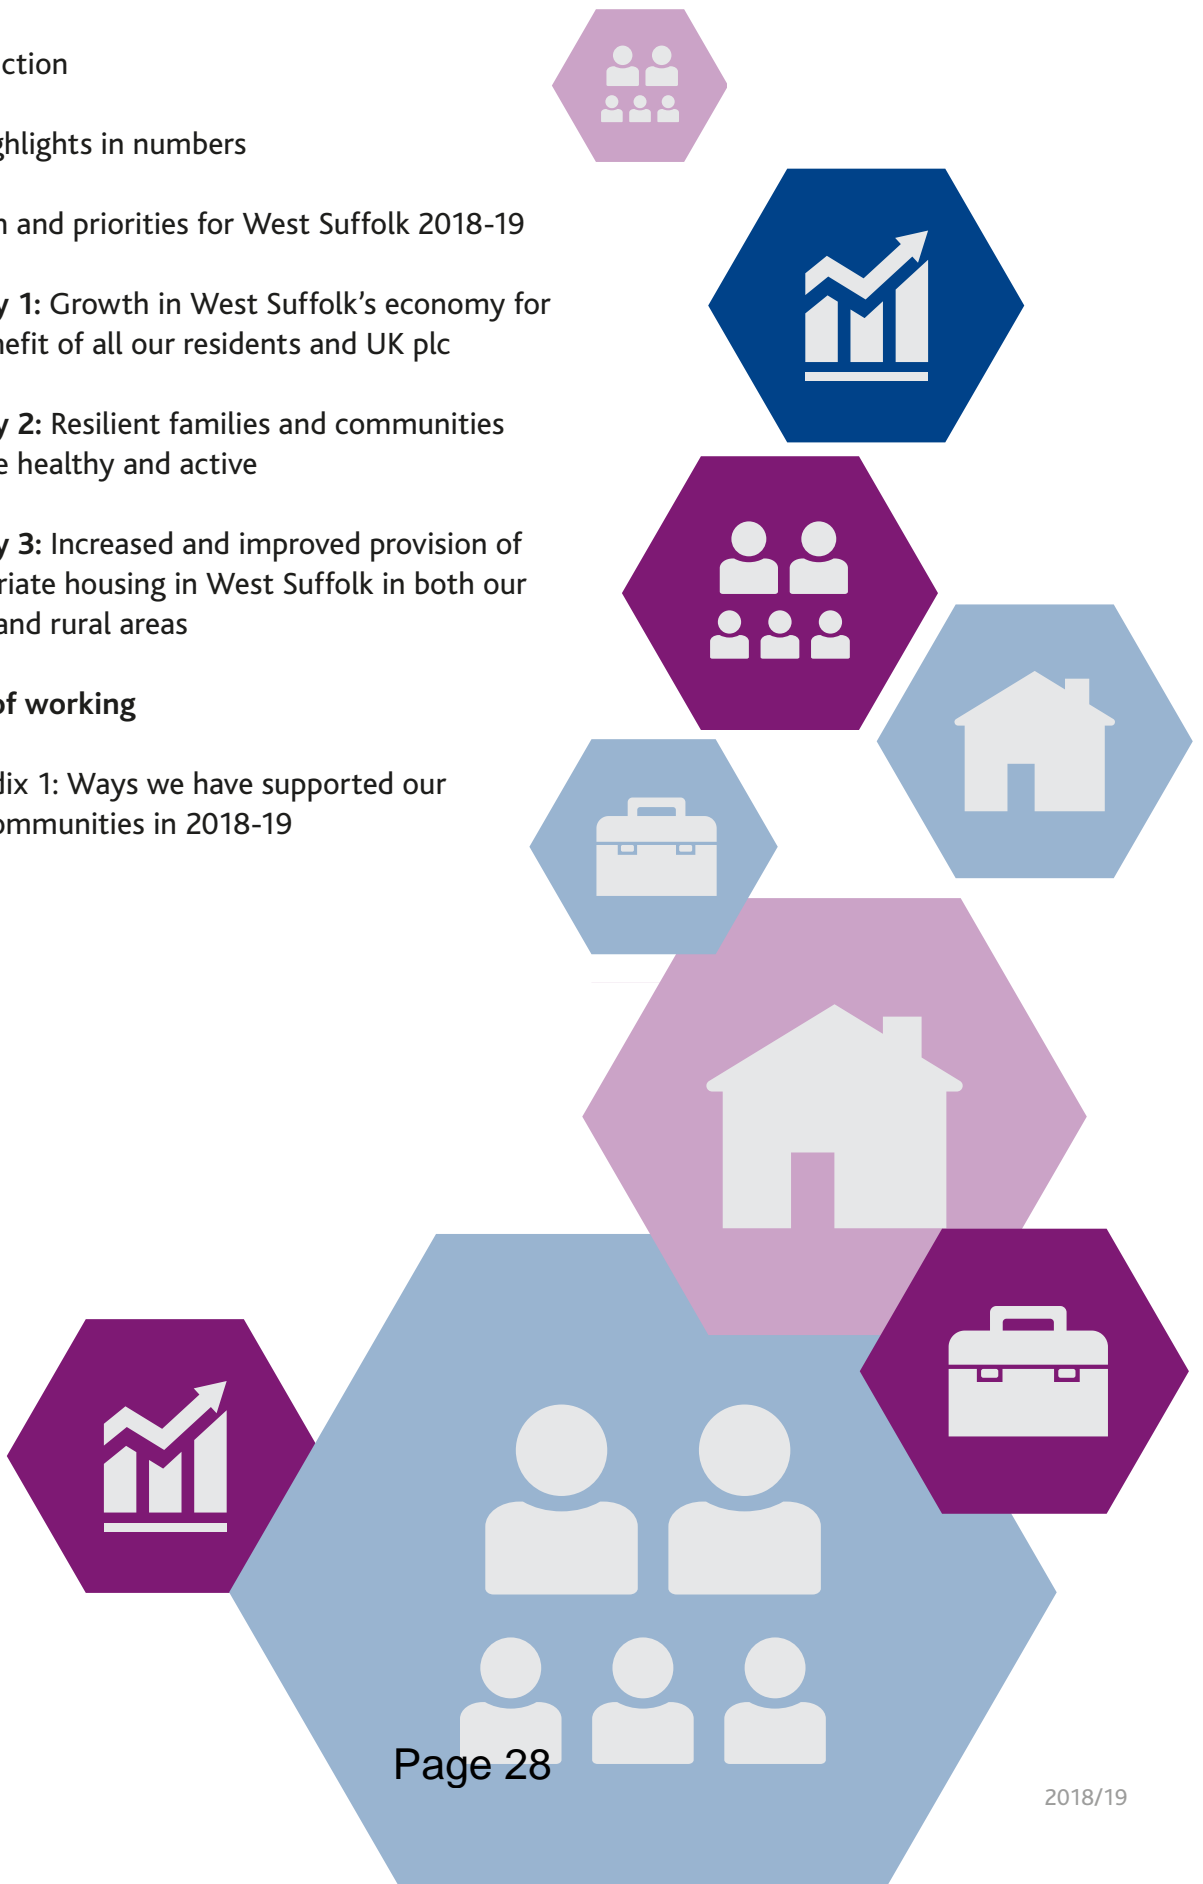 ction
ghlights in numbers
n and priorities for West Suffolk 2018-19
y 1: Growth in West Suffolk's economy for
nefit of all our residents and UK plc
y 2: Resilient families and communities
e healthy and active
y 3: Increased and improved provision of
riate housing in West Suffolk in both our
and rural areas
of working
dix 1: Ways we have supported our
ommunities in 2018-19
Page 28
2018/19